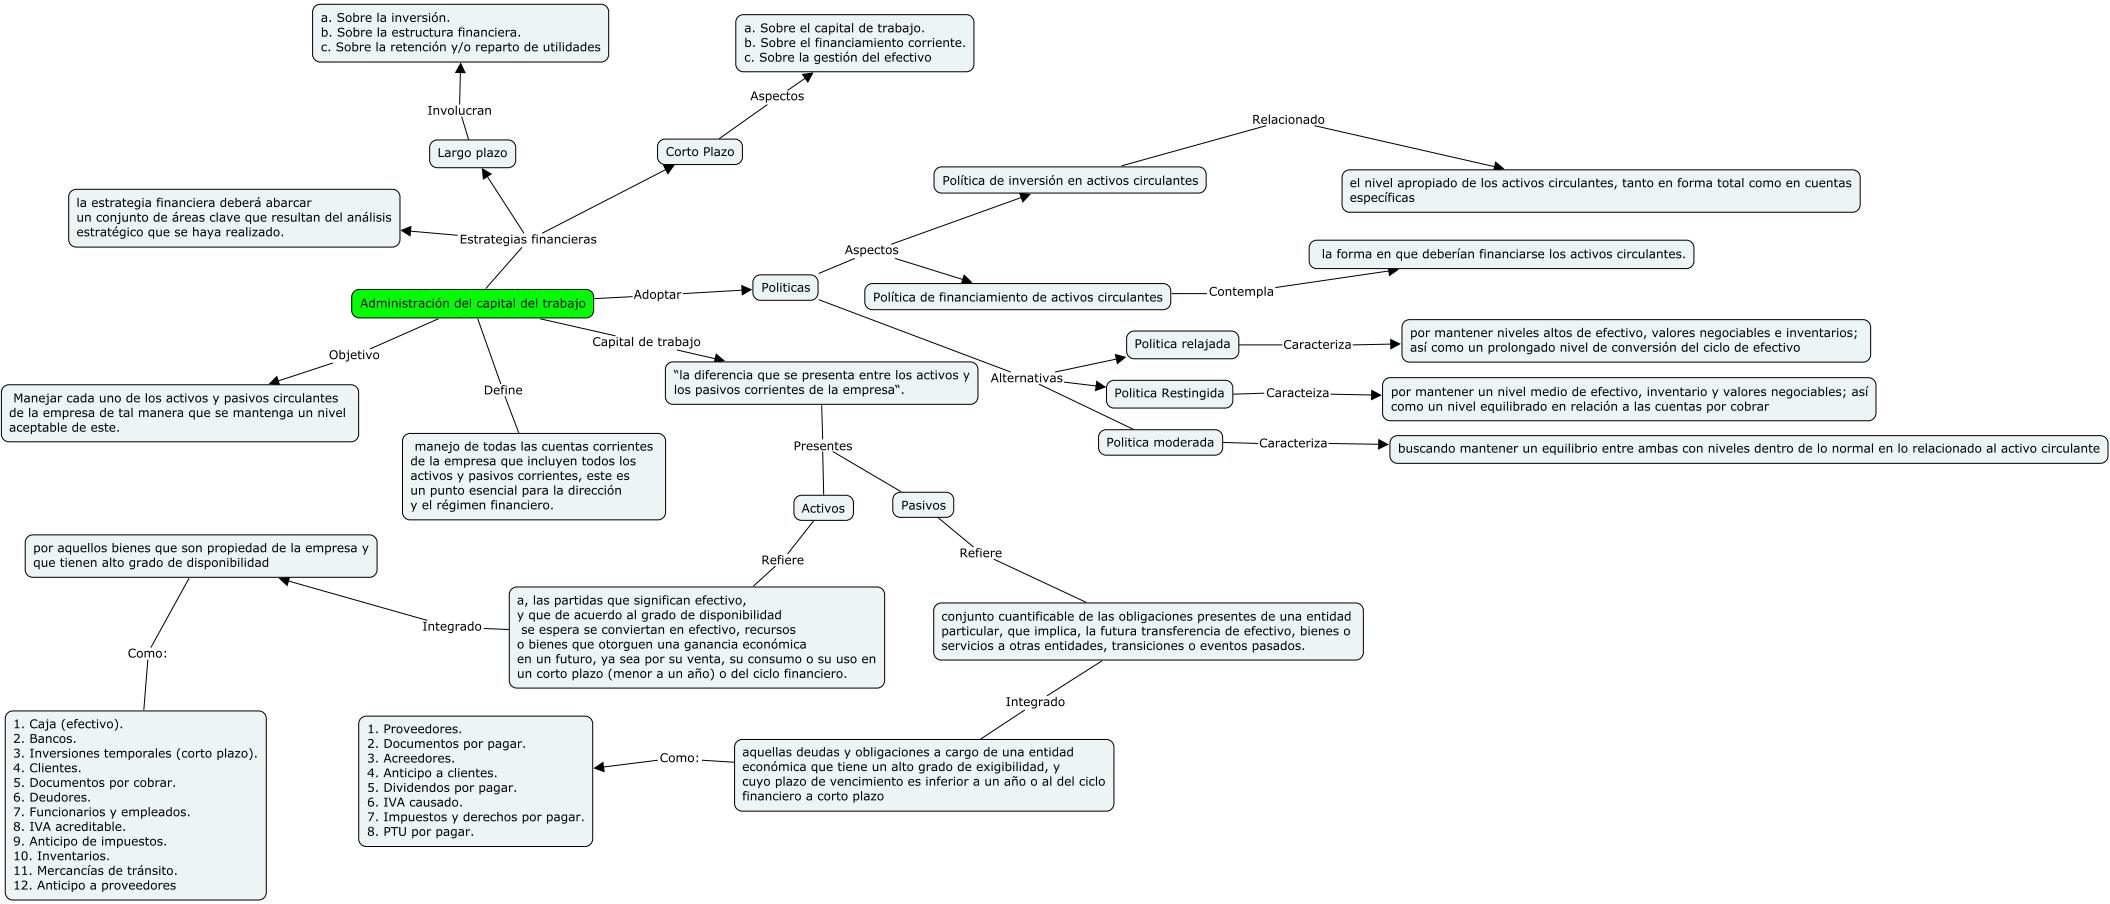 a. Sobre la inversión.
b. Sobre la estructura financiera.
c. Sobre la retención y/o reparto de utilidades
a. Sobre el capital de trabajo.
b. Sobre el financiamiento corriente.
c. Sobre la gestión del efectivo
Involucran
Aspectos
Largo plazo
Corto Plazo
Relacionado
Política de inversión en activos circulantes
el nivel apropiado de los activos circulantes, tanto en forma total como en cuentas
específicas
la estrategia financiera deberá abarcar
un conjunto de áreas clave que resultan del análisis
estratégico que se haya realizado.
Estrategias financieras
Aspectos
la forma en que deberían financiarse los activos circulantes.
Administración del capital del trabajo
Adoptar
Politicas
Política de financiamiento de activos circulantes
Contempla
Objetivo
Capital de trabajo
Politica relajada
Caracteriza
por mantener niveles altos de efectivo, valores negociables e inventarios;
así como un prolongado nivel de conversión del ciclo de efectivo
Define
“la diferencia que se presenta entre los activos y
los pasivos corrientes de la empresa“.
Alternativas
Politica Restingida
Caracteiza
por mantener un nivel medio de efectivo, inventario y valores negociables; así
como un nivel equilibrado en relación a las cuentas por cobrar
Manejar cada uno de los activos y pasivos circulantes
de la empresa de tal manera que se mantenga un nivel
aceptable de este.
Politica moderada
Caracteriza
buscando mantener un equilibrio entre ambas con niveles dentro de lo normal en lo relacionado al activo circulante
manejo de todas las cuentas corrientes
de la empresa que incluyen todos los
activos y pasivos corrientes, este es
un punto esencial para la dirección
y el régimen financiero.
Presentes
Activos
Pasivos
Refiere
Refiere
por aquellos bienes que son propiedad de la empresa y
que tienen alto grado de disponibilidad
Integrado
a, las partidas que significan efectivo,
y que de acuerdo al grado de disponibilidad
se espera se conviertan en efectivo, recursos
o bienes que otorguen una ganancia económica
en un futuro, ya sea por su venta, su consumo o su uso en
un corto plazo (menor a un año) o del ciclo financiero.
conjunto cuantificable de las obligaciones presentes de una entidad
particular, que implica, la futura transferencia de efectivo, bienes o
servicios a otras entidades, transiciones o eventos pasados.
Como:
Integrado
1. Caja (efectivo).
2. Bancos.
3. Inversiones temporales (corto plazo).
4. Clientes.
5. Documentos por cobrar.
6. Deudores.
7. Funcionarios y empleados.
8. IVA acreditable.
9. Anticipo de impuestos.
10. Inventarios.
11. Mercancías de tránsito.
12. Anticipo a proveedores
1. Proveedores.
2. Documentos por pagar.
3. Acreedores.
4. Anticipo a clientes.
5. Dividendos por pagar.
6. IVA causado.
7. Impuestos y derechos por pagar.
8. PTU por pagar.
Como:
aquellas deudas y obligaciones a cargo de una entidad
económica que tiene un alto grado de exigibilidad, y
cuyo plazo de vencimiento es inferior a un año o al del ciclo
financiero a corto plazo